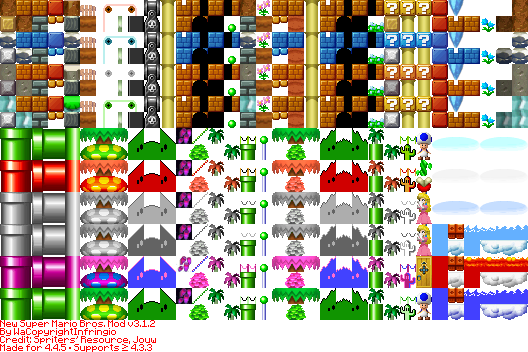 New Super Mario Bros. Mod v3.1.2
By WaCopyrightInfringio
Credit: Spriters' Resource, Jouw
Made for 4.4.5 • Supports ≥ 4.3.3